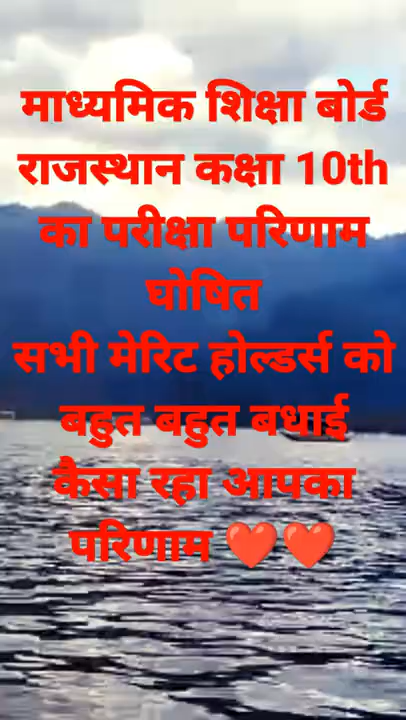 माध्यमिक शिक्षा बोर्ड
राजस्थान कक्षा 10th
का परीक्षा परिणाम
घोषित
सभी मेरिट होल्डर्स को
बहुत बहुत बधाई
कैसा रहा आपका
परिणाम ❤️❤️